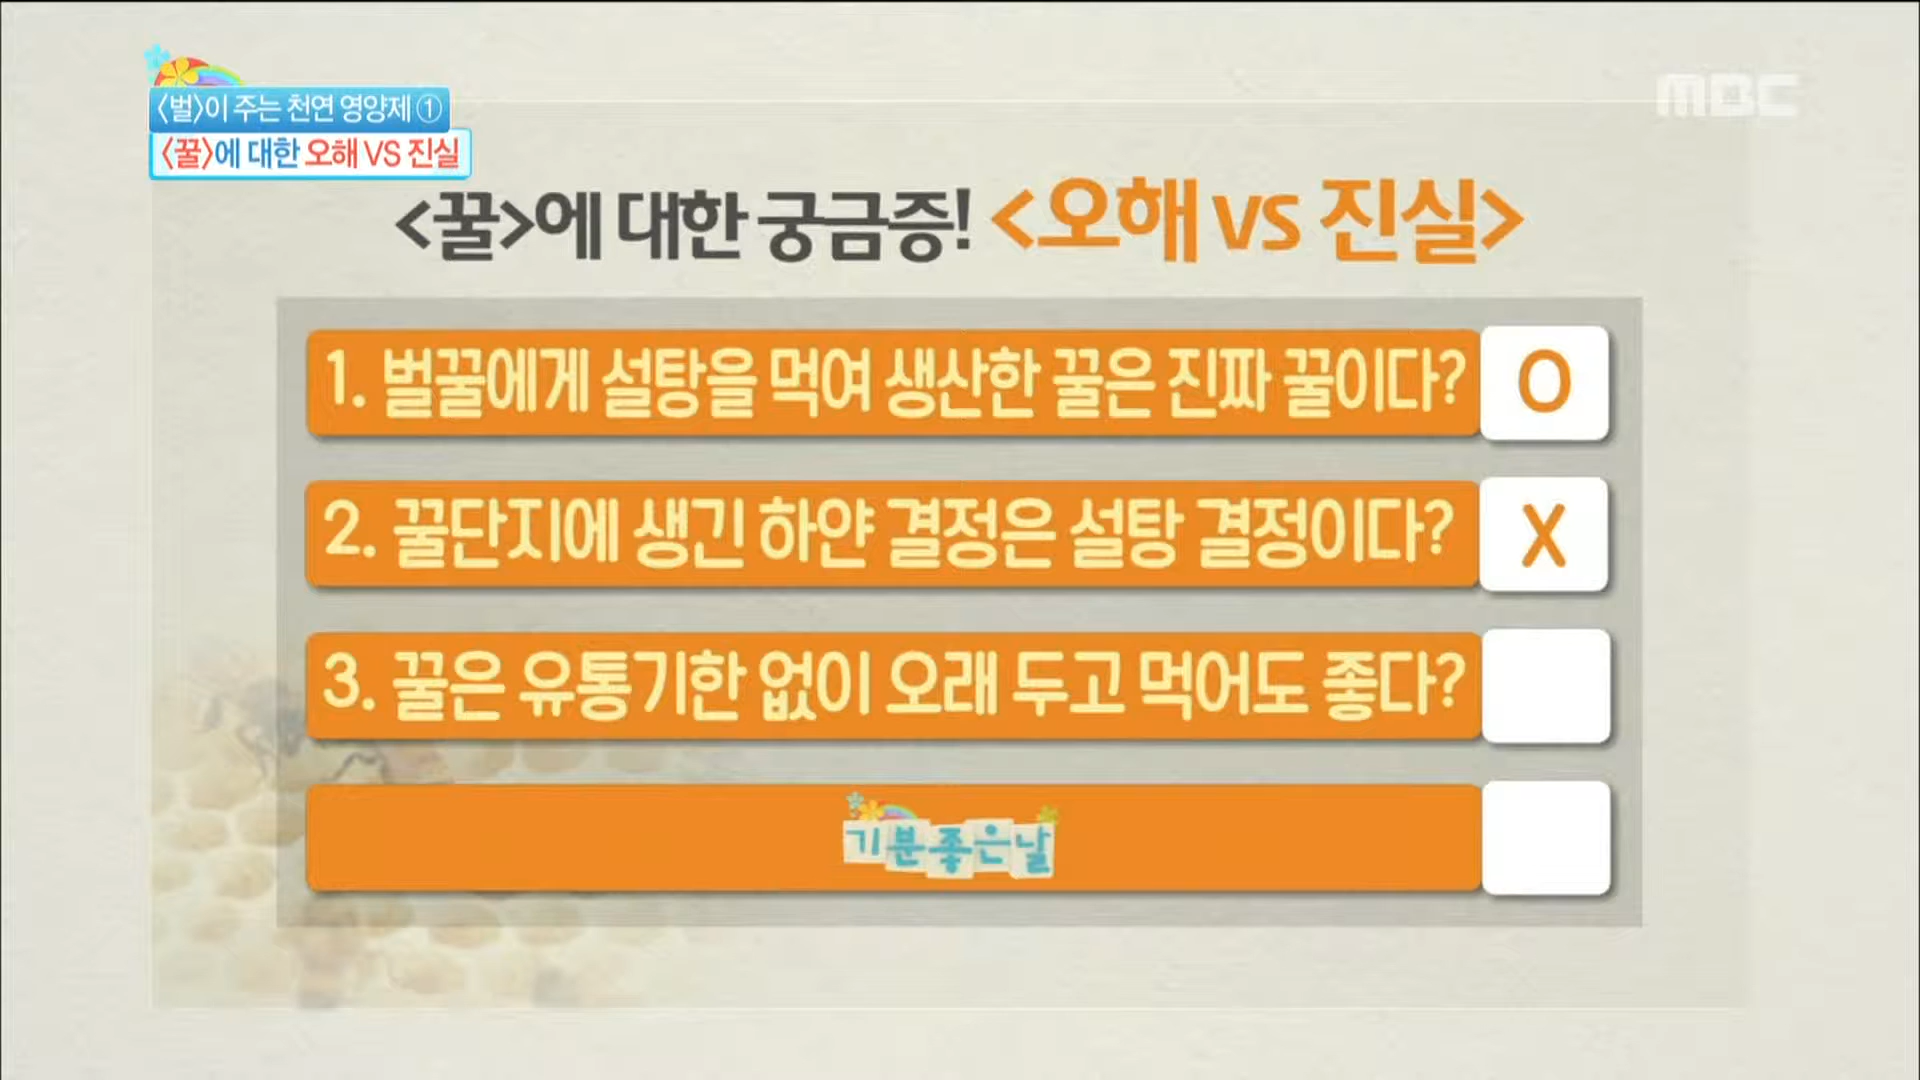 <벌>이 주는 천연 영양제 ①
<꿀>에 대한 오해 VS 진실
MBC
<꿀>에 대한 궁금증! <오해 VS 진실>
1. 벌꿀에게 설탕을 먹여 생산한 꿀은 진짜 꿀이다? O
2. 꿀단지에 생긴 하얀 결정은 설탕 결정이다? X
3. 꿀은 유통기한 없이 오래 두고 먹어도 좋다?
기분좋은날